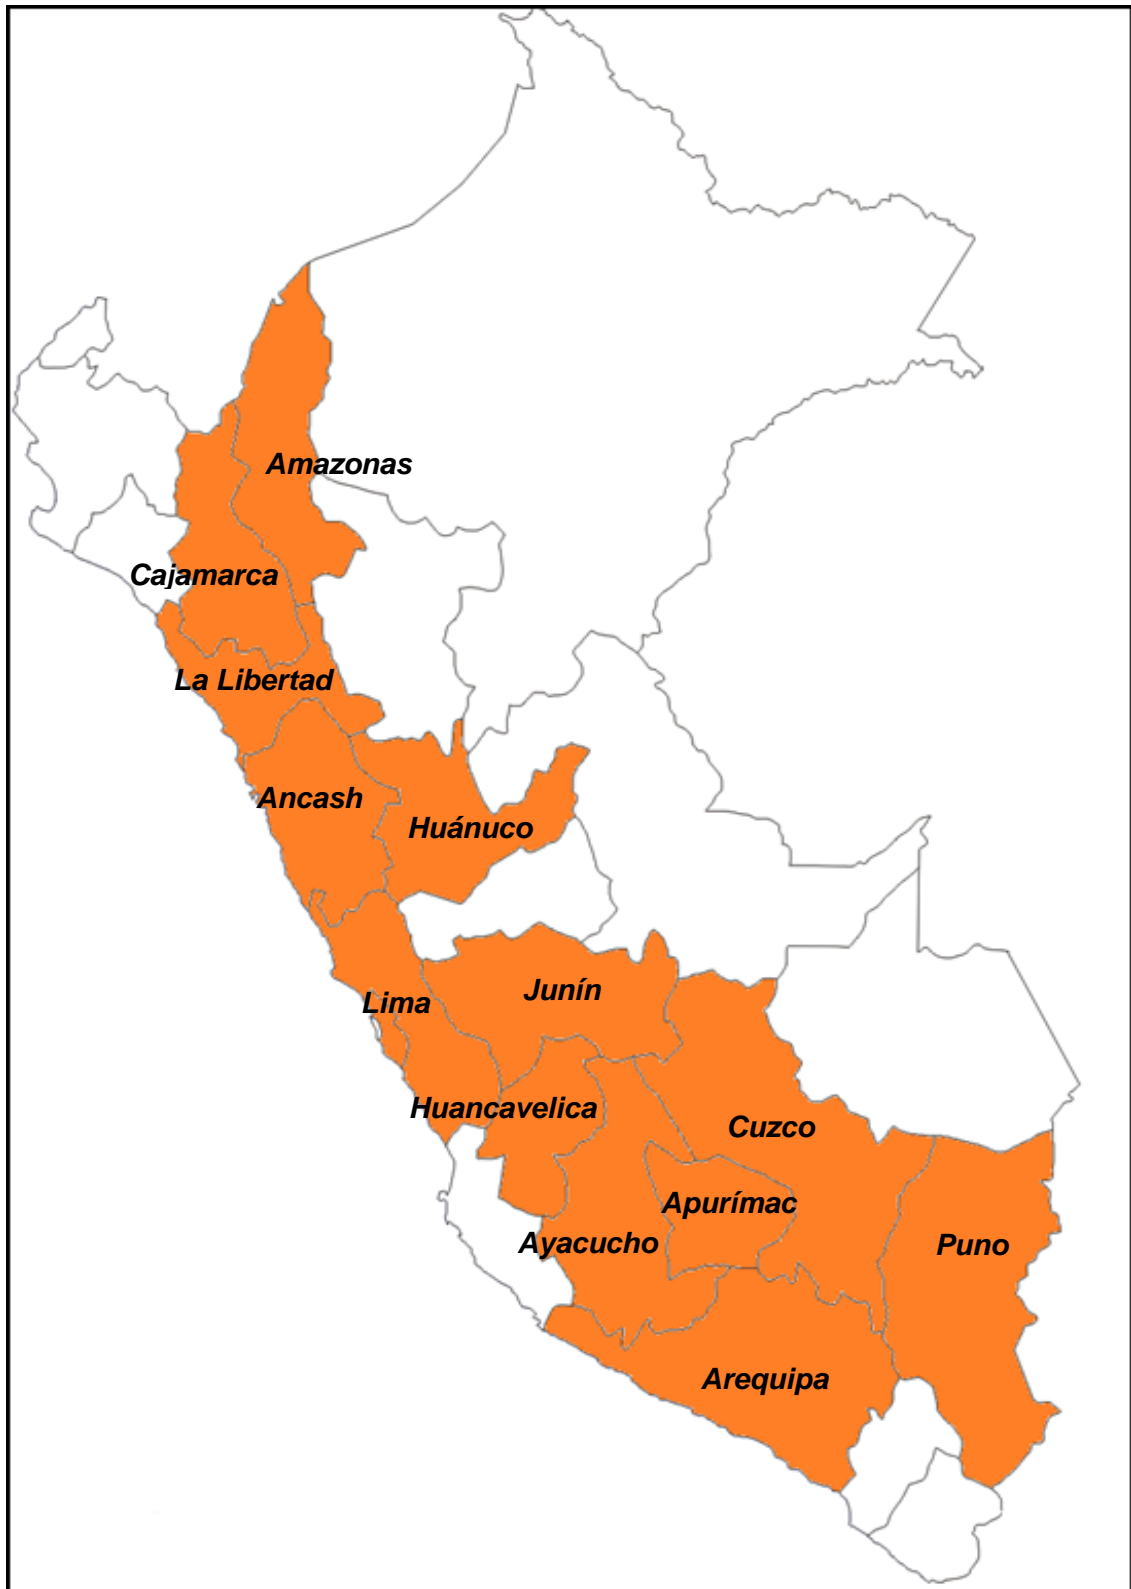 Amazonas
Cajamarca
La Libertad
Ancash
Huánuco
Junín
Lima
Huancavelica
Cuzco
Apurímac
Ayacucho
Puno
Arequipa